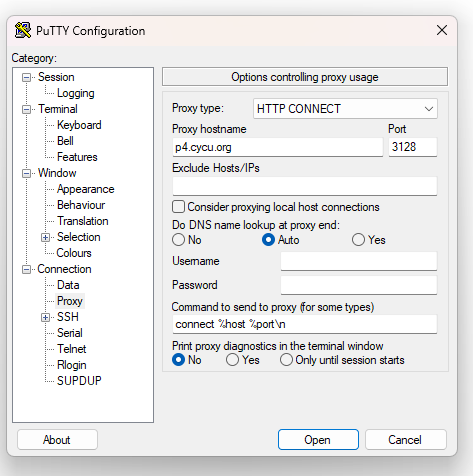 PuTTY Configuration
Category:
Session
Logging
Terminal
Keyboard
Bell
Features
Window
Appearance
Behaviour
Translation
Selection
Colours
Connection
Data
Proxy
SSH
Serial
Telnet
Rlogin
SUPDUP
Options controlling proxy usage
Proxy type: HTTP CONNECT
Proxy hostname Port
p4.cycu.org 3128
Exclude Hosts/IPs
Consider proxying local host connections
Do DNS name lookup at proxy end:
No Auto Yes
Username
Password
Command to send to proxy (for some types)
connect %host %port\n
Print proxy diagnostics in the terminal window
No Yes Only until session starts
About Open Cancel